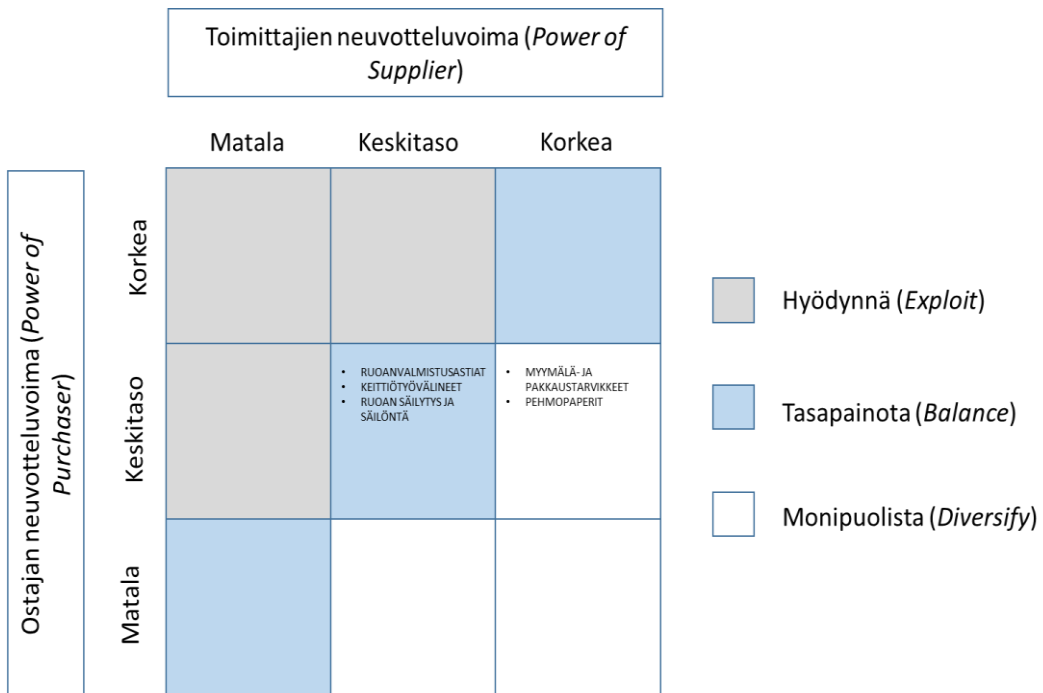 Toimittajien neuvotteluvoima (Power of
Supplier)
Matala
Keskitaso
Korkea
Ostajan neuvotteluvoima (Power of
Purchaser)
Korkea
Keskitaso
Matala
• RUOANVALMISTUSASTIAT
• KEITTIÖTYÖVÄLINEET
• RUOAN SÄILYTYS JA
SÄILÖNTÄ
• MYYMÄLÄ- JA
PAKKAUSTARVIKKEET
• PEHMOPAPERIT
Hyödynnä (Exploit)
Tasapainota (Balance)
Monipuolista (Diversify)